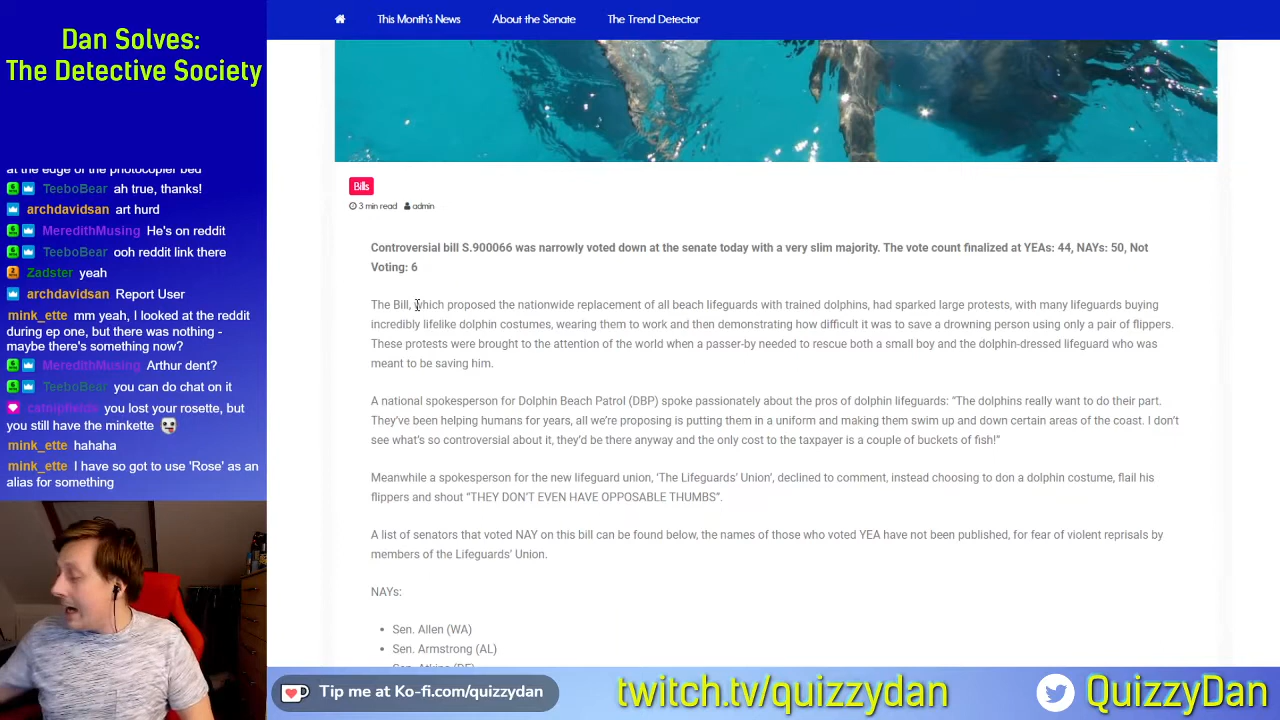 Dan Solves:
The Detective Society
at the edge of the photocopier bed
TeeboBear ah true, thanks!
archdavidsan art hurd
MeredithMusing He's on reddit
TeeboBear ooh reddit link there
Zadster yeah
archdavidsan Report User
mink_ette mm yeah, I looked at the reddit
during ep one, but there was nothing -
maybe there's something now?
MeredithMusing Arthur dent?
TeeboBear you can do chat on it
catnipfields you lost your rosette, but
you still have the minkette
mink_ette hahaha
mink_ette I have so got to use 'Rose' as an
alias for something
This Month's News About the Senate The Trend Detector
Bills
3 min read admin
Controversial bill S.900066 was narrowly voted down at the senate today with a very slim majority. The vote count finalized at YEAs: 44, NAYs: 50, Not
Voting: 6
The Bill, which proposed the nationwide replacement of all beach lifeguards with trained dolphins, had sparked large protests, with many lifeguards buying
incredibly lifelike dolphin costumes, wearing them to work and then demonstrating how difficult it was to save a drowning person using only a pair of flippers.
These protests were brought to the attention of the world when a passer-by needed to rescue both a small boy and the dolphin-dressed lifeguard who was
meant to be saving him.
A national spokesperson for Dolphin Beach Patrol (DBP) spoke passionately about the pros of dolphin lifeguards: “The dolphins really want to do their part.
They’ve been helping humans for years, all we’re proposing is putting them in a uniform and making them swim up and down certain areas of the coast. I don’t
see what’s so controversial about it, they’d be there anyway and the only cost to the taxpayer is a couple of buckets of fish!”
Meanwhile a spokesperson for the new lifeguard union, ‘The Lifeguards’ Union’, declined to comment, instead choosing to don a dolphin costume, flail his
flippers and shout “THEY DON’T EVEN HAVE OPPOSABLE THUMBS”.
A list of senators that voted NAY on this bill can be found below, the names of those who voted YEA have not been published, for fear of violent reprisals by
members of the Lifeguards’ Union.
NAYs:
Sen. Allen (WA)
Sen. Armstrong (AL)
Sen. Atkins (DE)
Tip me at Ko-fi.com/quizzydan
twitch.tv/quizzydan
QuizzyDan